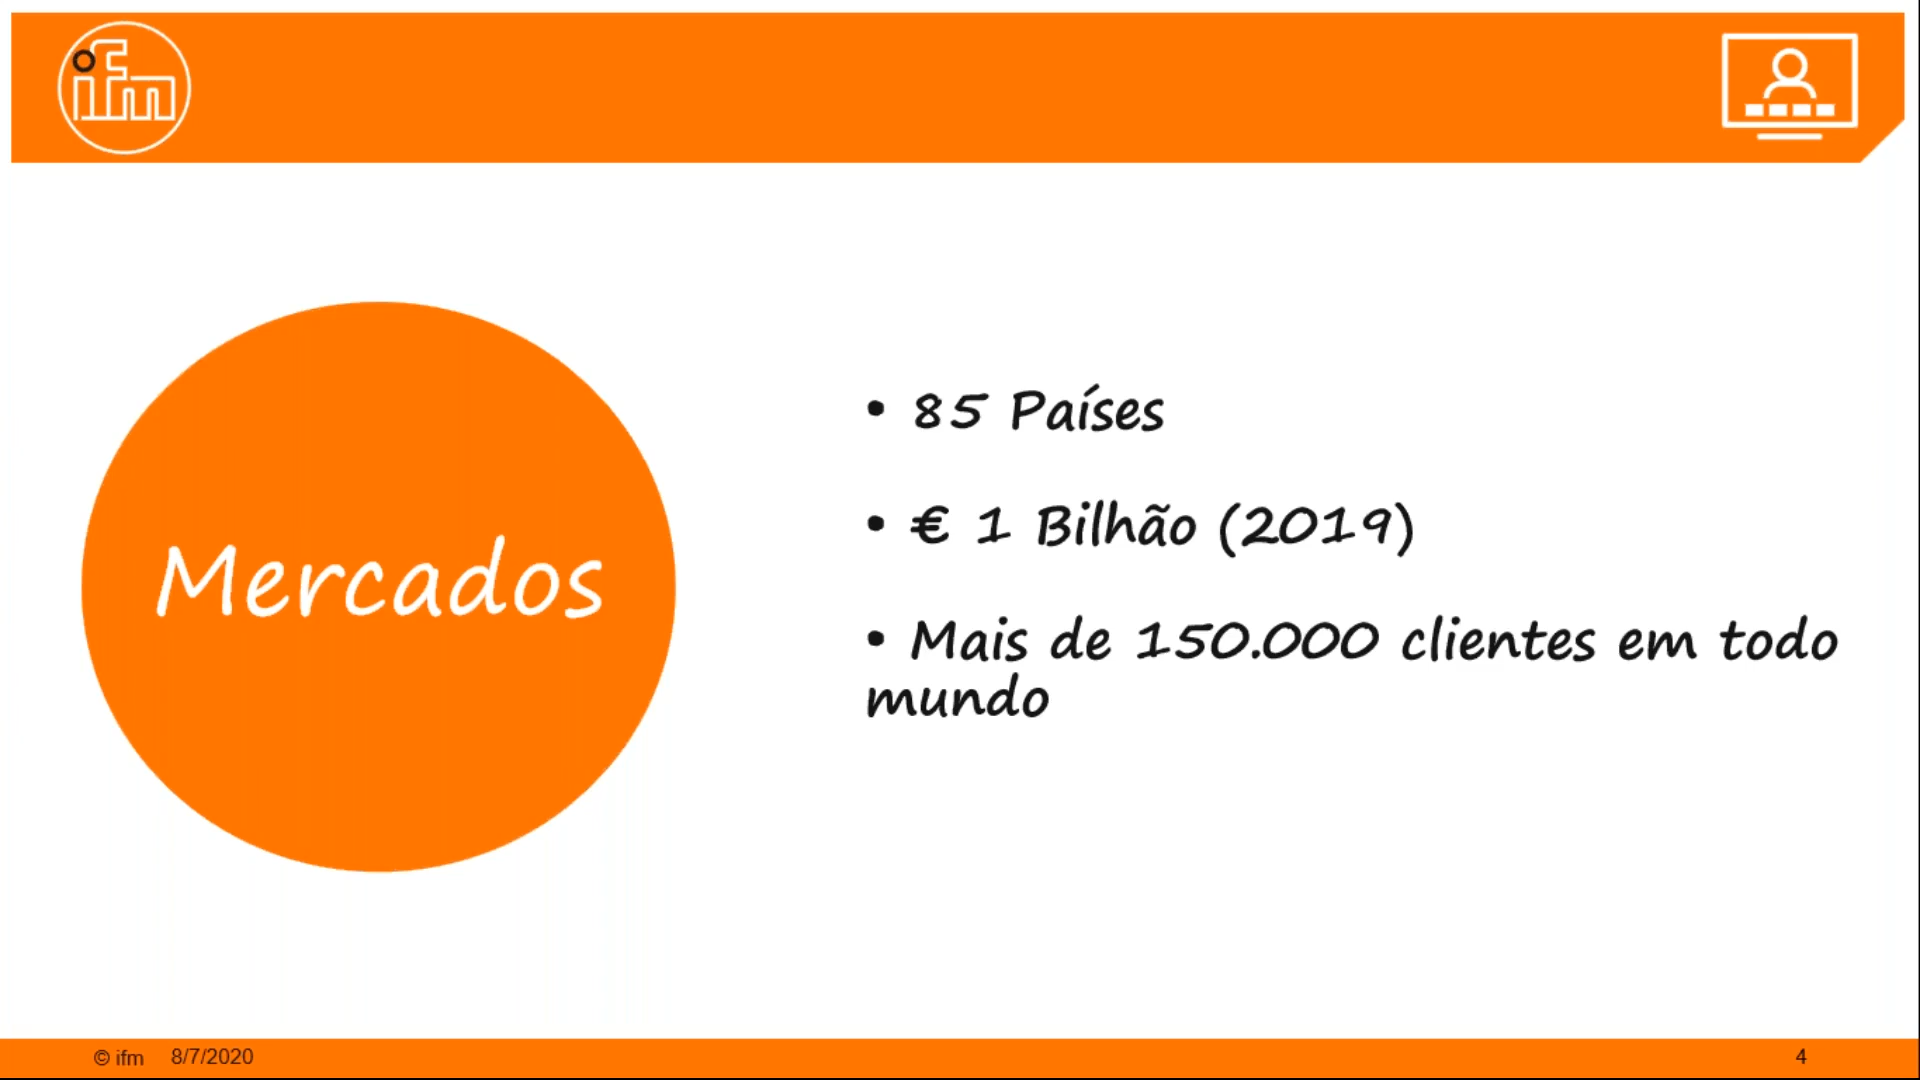 ifm
Mercados
• 85 Países
• € 1 Bilhão (2019)
• Mais de 150.000 clientes em todo
mundo
© ifm 8/7/2020
4